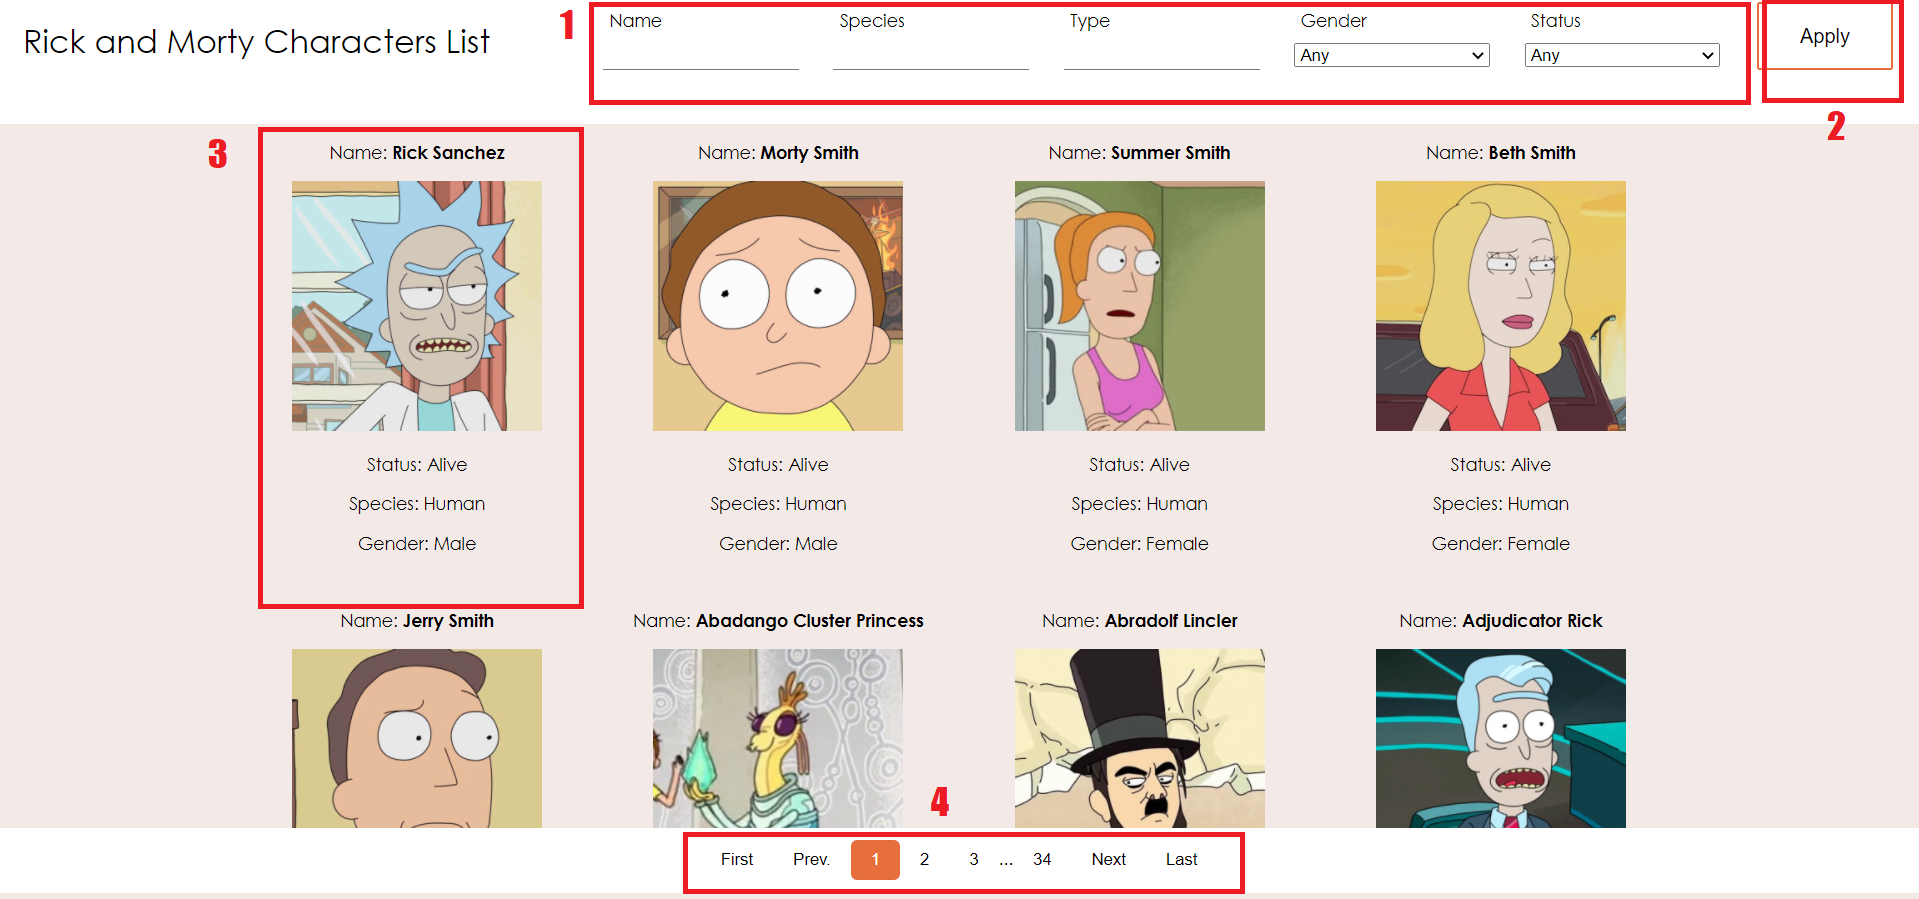 Rick and Morty Characters List
1
Name Species Type Gender Status
Any Any
Apply
2
3
Name: Rick Sanchez Name: Morty Smith Name: Summer Smith Name: Beth Smith
Status: Alive Status: Alive Status: Alive Status: Alive
Species: Human Species: Human Species: Human Species: Human
Gender: Male Gender: Male Gender: Female Gender: Female
Name: Jerry Smith Name: Abadango Cluster Princess Name: Abradolf Lincler Name: Adjudicator Rick
4
First Prev. 1 2 3 ... 34 Next Last